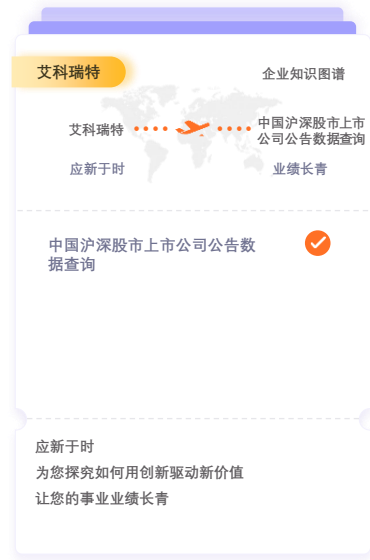 艾科瑞特
企业知识图谱
艾科瑞特
中国沪深股市上市
公司公告数据查询
应新于时
业绩长青
中国沪深股市上市公司公告数
据查询
应新于时
为您探究如何用创新驱动新价值
让您的事业业绩长青